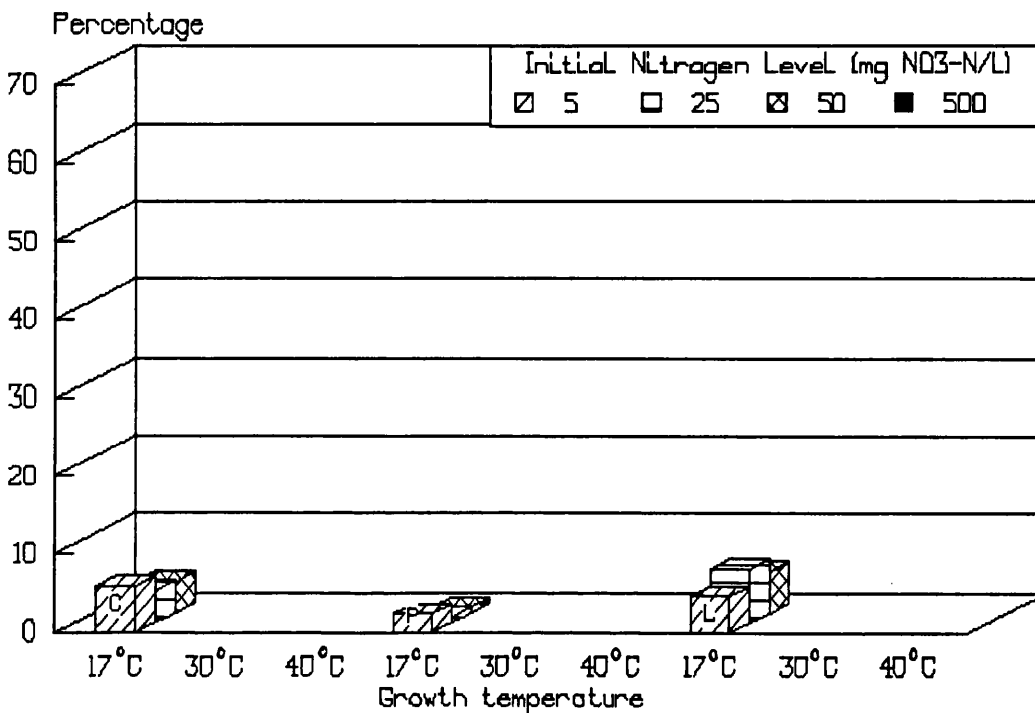 Percentage
Initial Nitragen Level (mg NO3-N/L)
5 25 50 500
70
60
50
40
30
20
10
0
C P L
17°C 30°C 40°C 17°C 30°C 40°C 17°C 30°C 40°C
Growth temperature